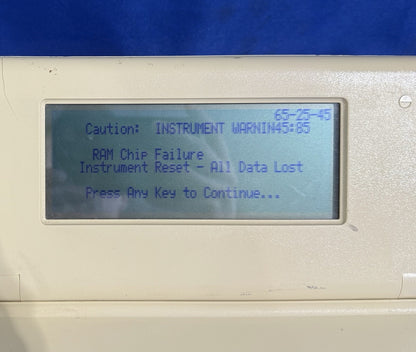 65-25-45
Caution: INSTRUMENT WARNIN45:85
RAM Chip Failure
Instrument Reset - All Data Lost
Press Any Key to Continue...